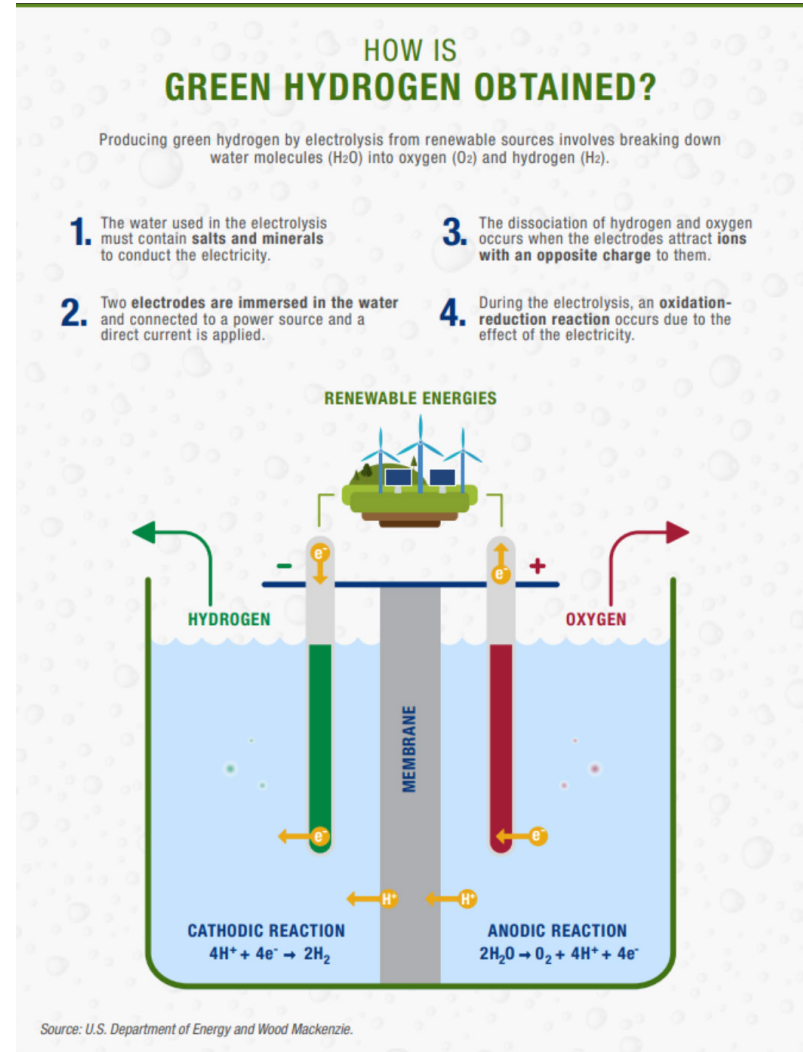 HOW IS
GREEN HYDROGEN OBTAINED?
Producing green hydrogen by electrolysis from renewable sources involves breaking down
water molecules (H2O) into oxygen (O2) and hydrogen (H2).
1. The water used in the electrolysis
must contain salts and minerals
to conduct the electricity.
2. Two electrodes are immersed in the water
and connected to a power source and a
direct current is applied.
3. The dissociation of hydrogen and oxygen
occurs when the electrodes attract ions
with an opposite charge to them.
4. During the electrolysis, an oxidation-
reduction reaction occurs due to the
effect of the electricity.
RENEWABLE ENERGIES
e-
e-
-
+
HYDROGEN
OXYGEN
MEMBRANE
e-
e-
H+
H+
CATHODIC REACTION
4H+ + 4e- → 2H2
ANODIC REACTION
2H2O → O2 + 4H+ + 4e-
Source: U.S. Department of Energy and Wood Mackenzie.